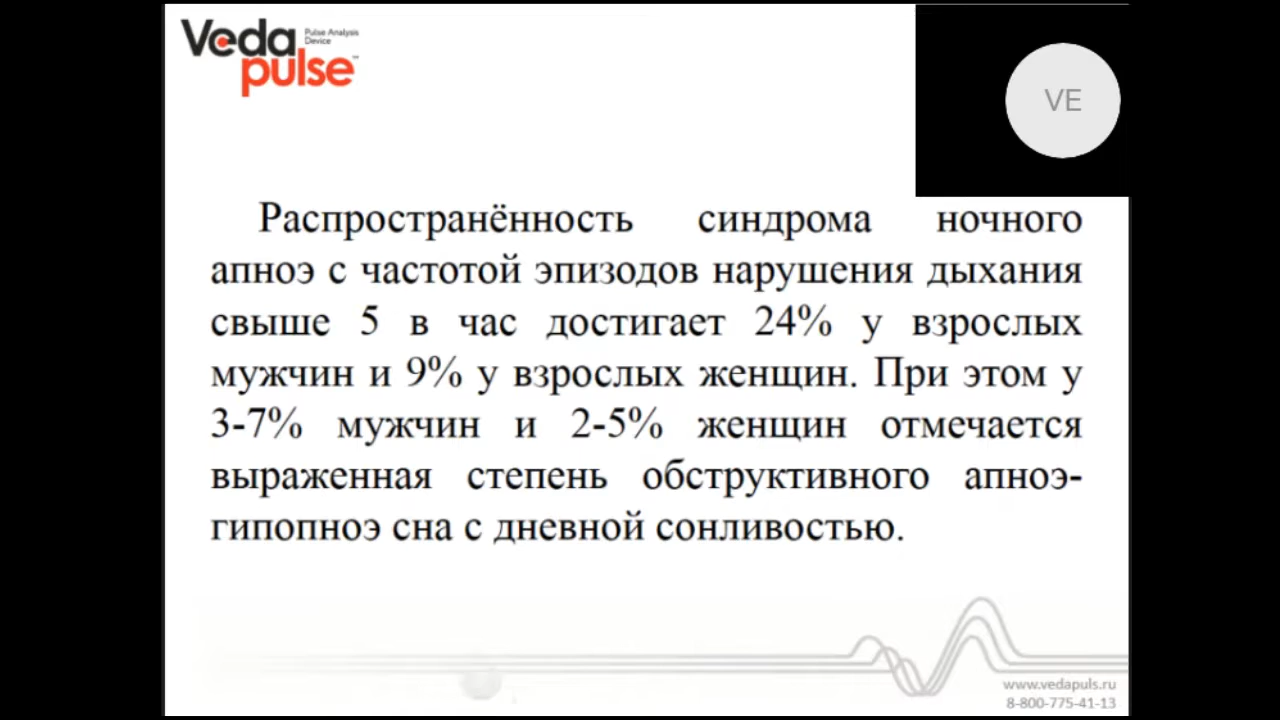 Veda
pulse
Pulse Analysis
Device
VE
Распространённость синдрома ночного
апноэ с частотой эпизодов нарушения дыхания
свыше 5 в час достигает 24% у взрослых
мужчин и 9% у взрослых женщин. При этом у
3-7% мужчин и 2-5% женщин отмечается
выраженная степень обструктивного апноэ-
гипопноэ сна с дневной сонливостью.
www.vedapuls.ru
8-800-775-41-13